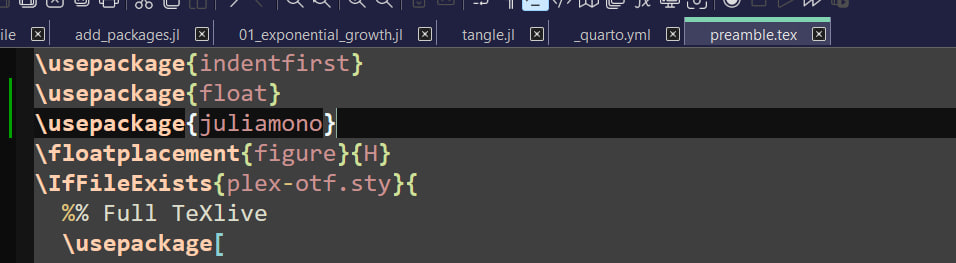 ile add_packages.jl 01_exponential_growth.jl tangle.jl _quarto.yml preamble.tex
\usepackage{indentfirst}
\usepackage{float}
\usepackage{juliamono}
\floatplacement{figure}{H}
\IfFileExists{plex-otf.sty}{
%% Full TeXlive
\usepackage[